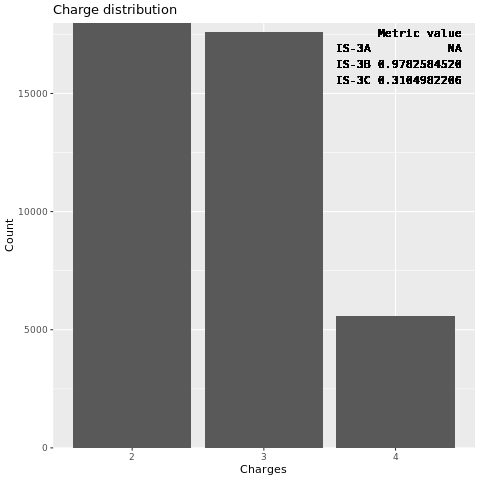 Charge distribution
Metric value
IS-3A NA
IS-3B 0.9782584520
IS-3C 0.3104982206
15000
10000
5000
0
Count
2 3 4
Charges